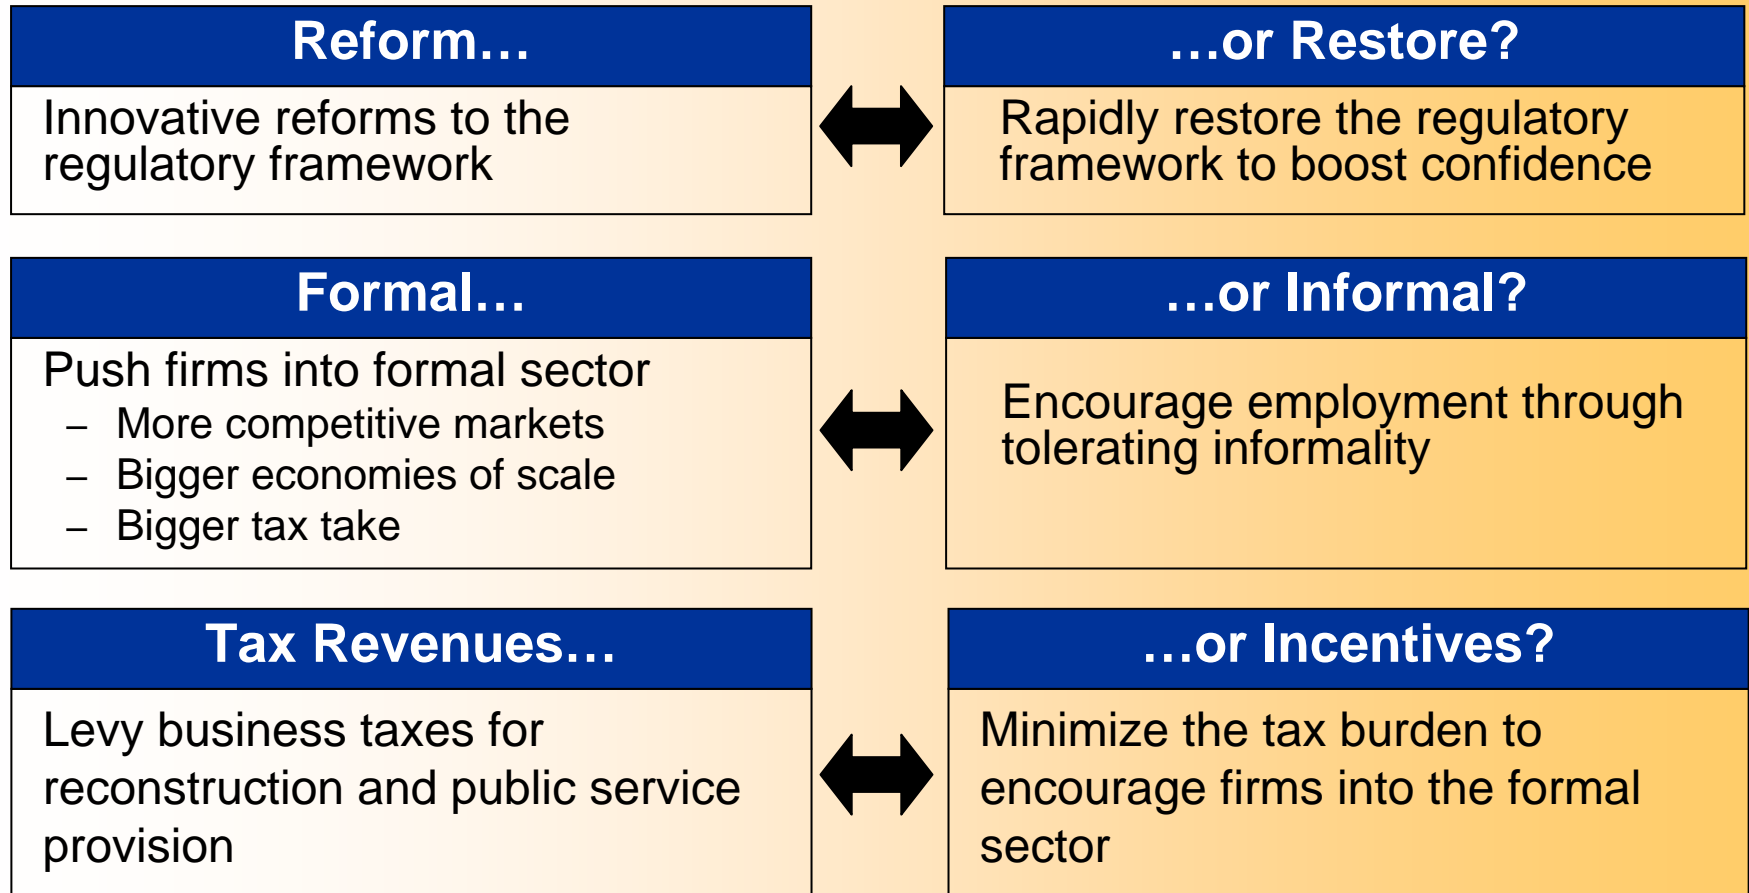 Reform…
…or Restore?
Innovative reforms to the
regulatory framework
Rapidly restore the regulatory
framework to boost confidence
Formal…
…or Informal?
Push firms into formal sector
– More competitive markets
– Bigger economies of scale
– Bigger tax take
Encourage employment through
tolerating informality
Tax Revenues…
…or Incentives?
Levy business taxes for
reconstruction and public service
provision
Minimize the tax burden to
encourage firms into the formal
sector